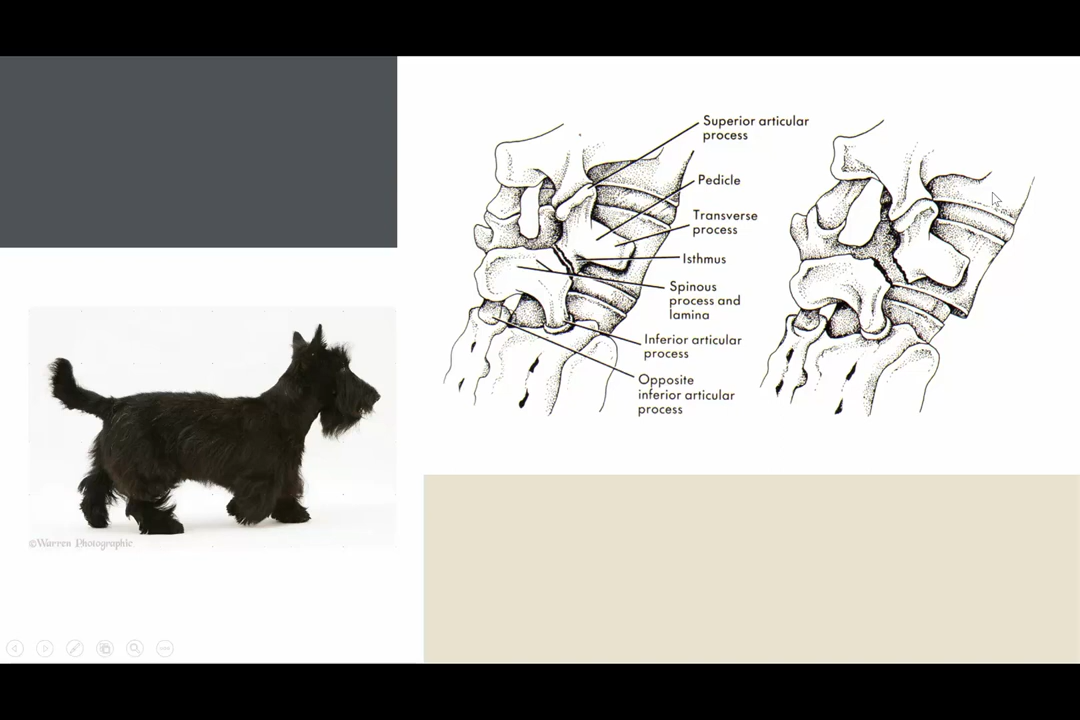 Superior articular
process
Pedicle
Transverse
process
Isthmus
Spinous
process and
lamina
Inferior articular
process
Opposite
inferior articular
process
©Warren Photographic